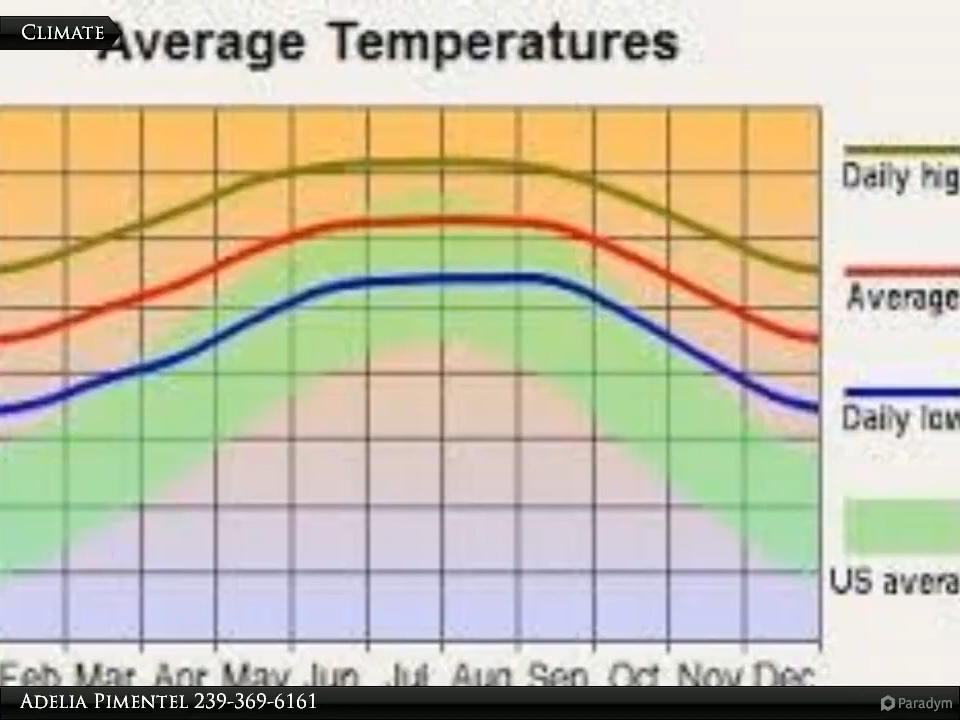 CLIMATE
Average Temperatures
Daily hig
Average
Daily low
US avera
Feb Mar Apr May Jun Jul Aug Sep Oct Nov Dec
ADELIA PIMENTEL 239-369-6161
Paradym